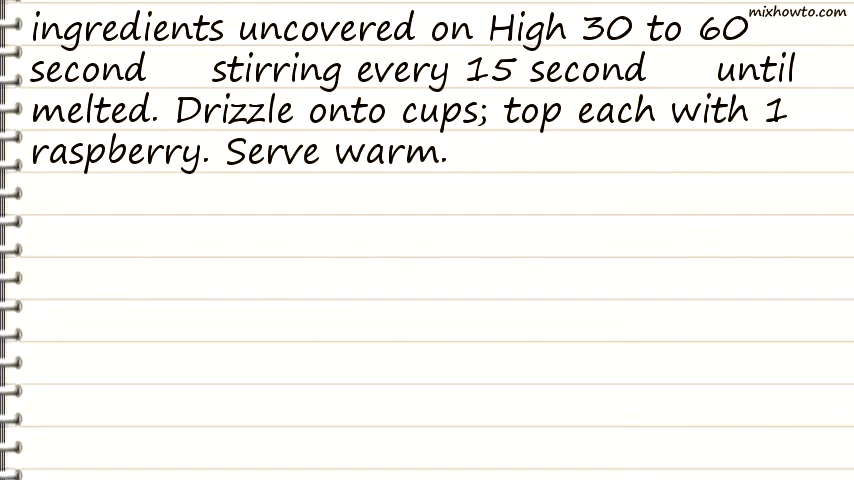 mixhowto.com
ingredients uncovered on High 30 to 60
second stirring every 15 second until
melted. Drizzle onto cups; top each with 1
raspberry. Serve warm.